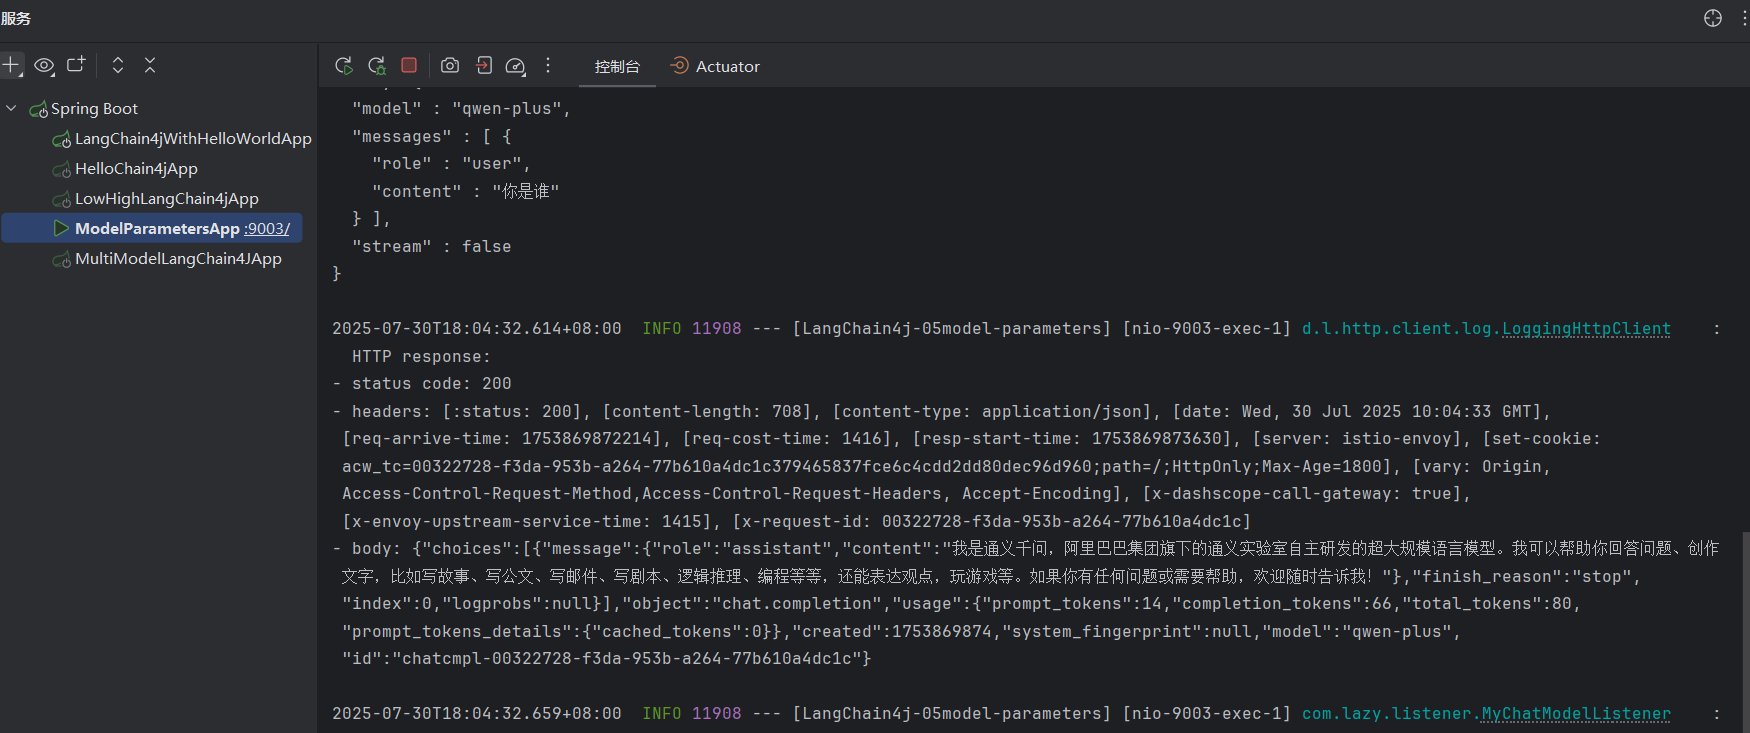 服务
控制台 Actuator
Spring Boot
LangChain4jWithHelloWorldApp
HelloChain4jApp
LowHighLangChain4jApp
ModelParametersApp :9003/
MultiModelLangChain4JApp
"model" : "qwen-plus",
"messages" : [ {
"role" : "user",
"content" : "你是谁"
} ],
"stream" : false
}
2025-07-30T18:04:32.614+08:00 INFO 11908 --- [LangChain4j-05model-parameters] [nio-9003-exec-1] d.l.http.client.log.LoggingHttpClient :
HTTP response:
- status code: 200
- headers: [:status: 200], [content-length: 708], [content-type: application/json], [date: Wed, 30 Jul 2025 10:04:33 GMT],
[req-arrive-time: 1753869872214], [req-cost-time: 1416], [resp-start-time: 1753869873630], [server: istio-envoy], [set-cookie:
acw_tc=00322728-f3da-953b-a264-77b610a4dc1c379465837fce6c4cdd2dd80dec96d960;path=/;HttpOnly;Max-Age=1800], [vary: Origin,
Access-Control-Request-Method,Access-Control-Request-Headers, Accept-Encoding], [x-dashscope-call-gateway: true],
[x-envoy-upstream-service-time: 1415], [x-request-id: 00322728-f3da-953b-a264-77b610a4dc1c]
- body: {"choices":[{"message":{"role":"assistant","content":"我是通义千问，阿里巴巴集团旗下的通义实验室自主研发的超大规模语言模型。我可以帮助你回答问题、创作
文字，比如写故事、写公文、写邮件、写剧本、逻辑推理、编程等等，还能表达观点，玩游戏等。如果你有任何问题或需要帮助，欢迎随时告诉我！"},"finish_reason":"stop",
"index":0,"logprobs":null}],"object":"chat.completion","usage":{"prompt_tokens":14,"completion_tokens":66,"total_tokens":80,
"prompt_tokens_details":{"cached_tokens":0}},"created":1753869874,"system_fingerprint":null,"model":"qwen-plus",
"id":"chatcmpl-00322728-f3da-953b-a264-77b610a4dc1c"}
2025-07-30T18:04:32.659+08:00 INFO 11908 --- [LangChain4j-05model-parameters] [nio-9003-exec-1] com.lazy.listener.MyChatModelListener :